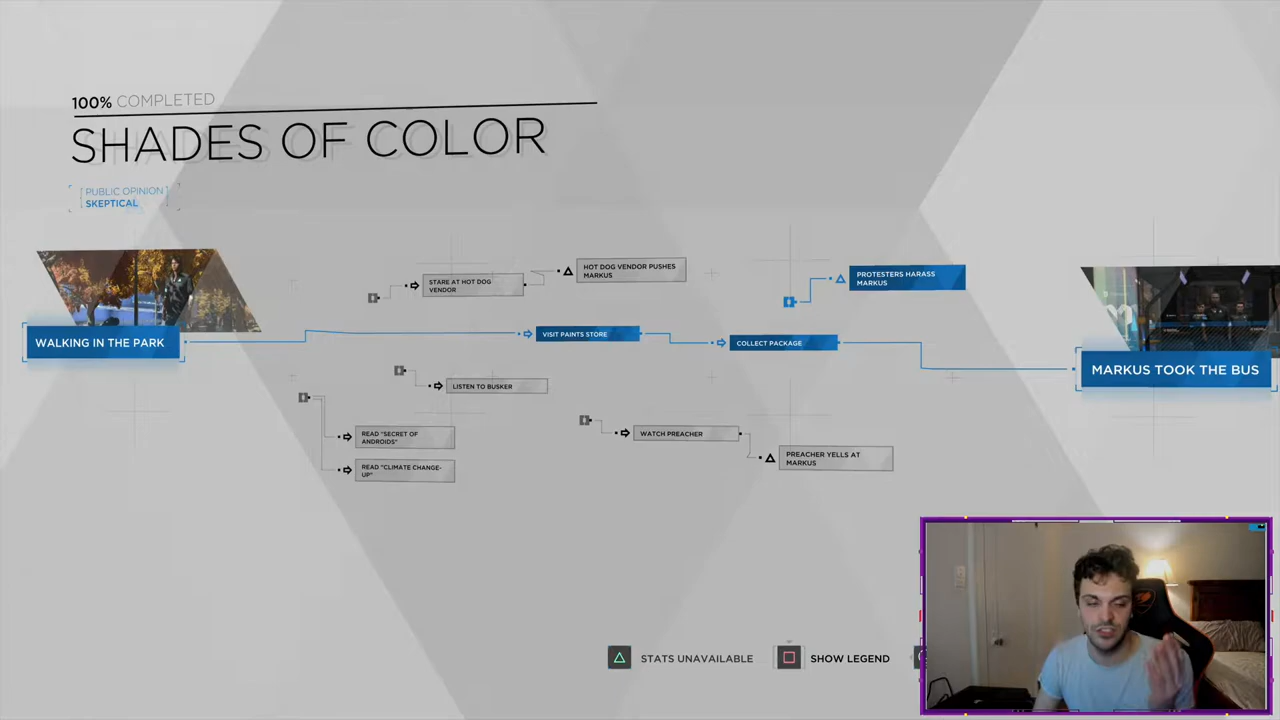 100% COMPLETED
SHADES OF COLOR
PUBLIC OPINION
SKEPTICAL
HOT DOG VENDOR PUSHES
MARKUS
STARE AT HOT DOG
VENDOR
PROTESTERS HARASS
MARKUS
WALKING IN THE PARK
VISIT PAINTS STORE
COLLECT PACKAGE
MARKUS TOOK THE BUS
LISTEN TO BUSKER
READ "SECRET OF
ANDROIDS"
WATCH PREACHER
READ "CLIMATE CHANGE-
UP"
PREACHER YELLS AT
MARKUS
STATS UNAVAILABLE
SHOW LEGEND